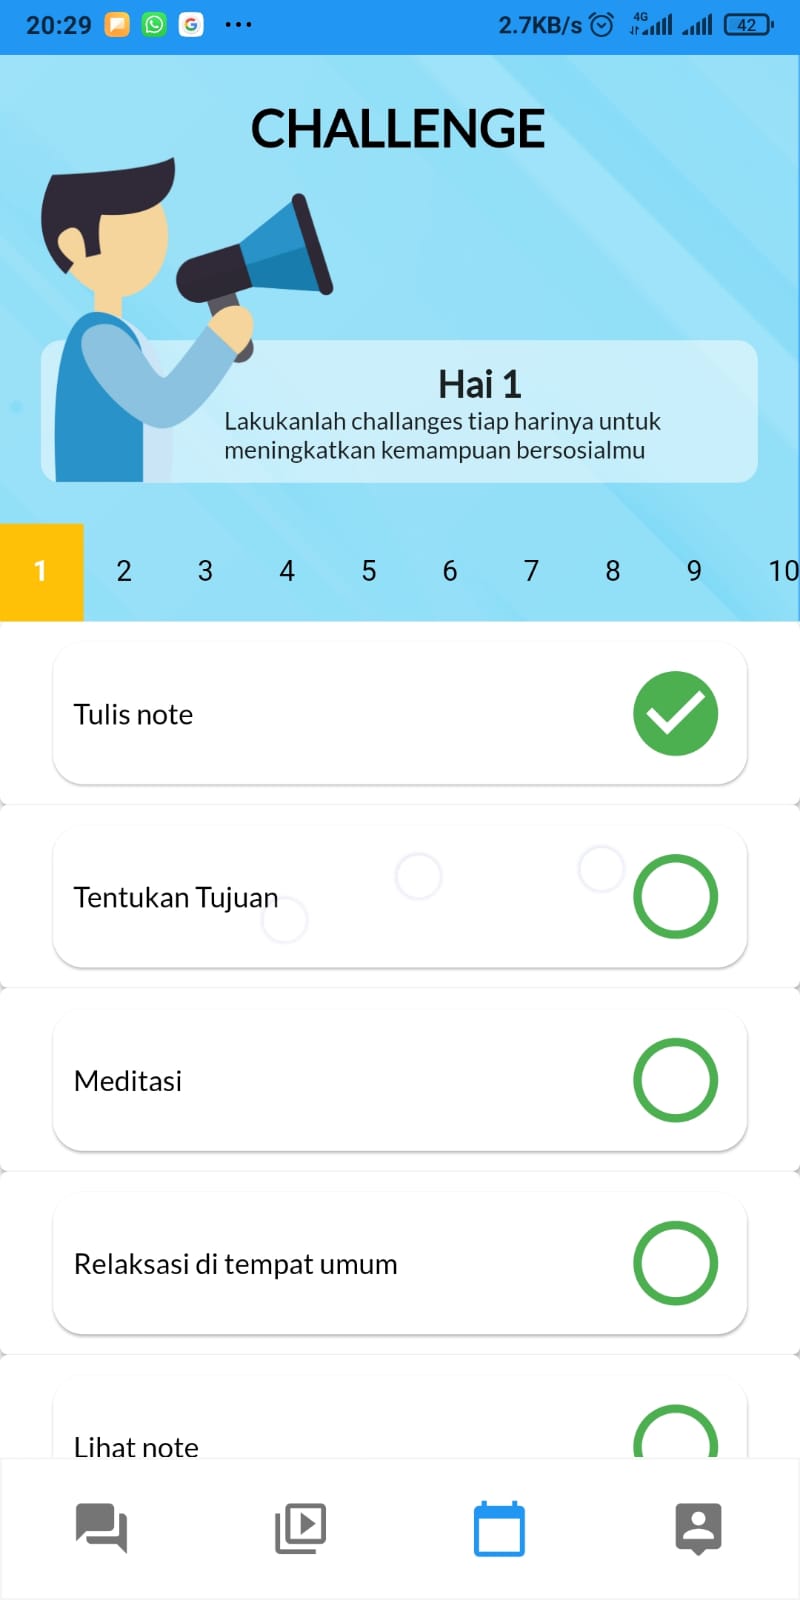 20:29 2.7KB/s 4G 42
CHALLENGE
Hai 1
Lakukanlah challanges tiap harinya untuk
meningkatkan kemampuan bersosialmu
1 2 3 4 5 6 7 8 9 10
Tulis note
Tentukan Tujuan
Meditasi
Relaksasi di tempat umum
Lihat note